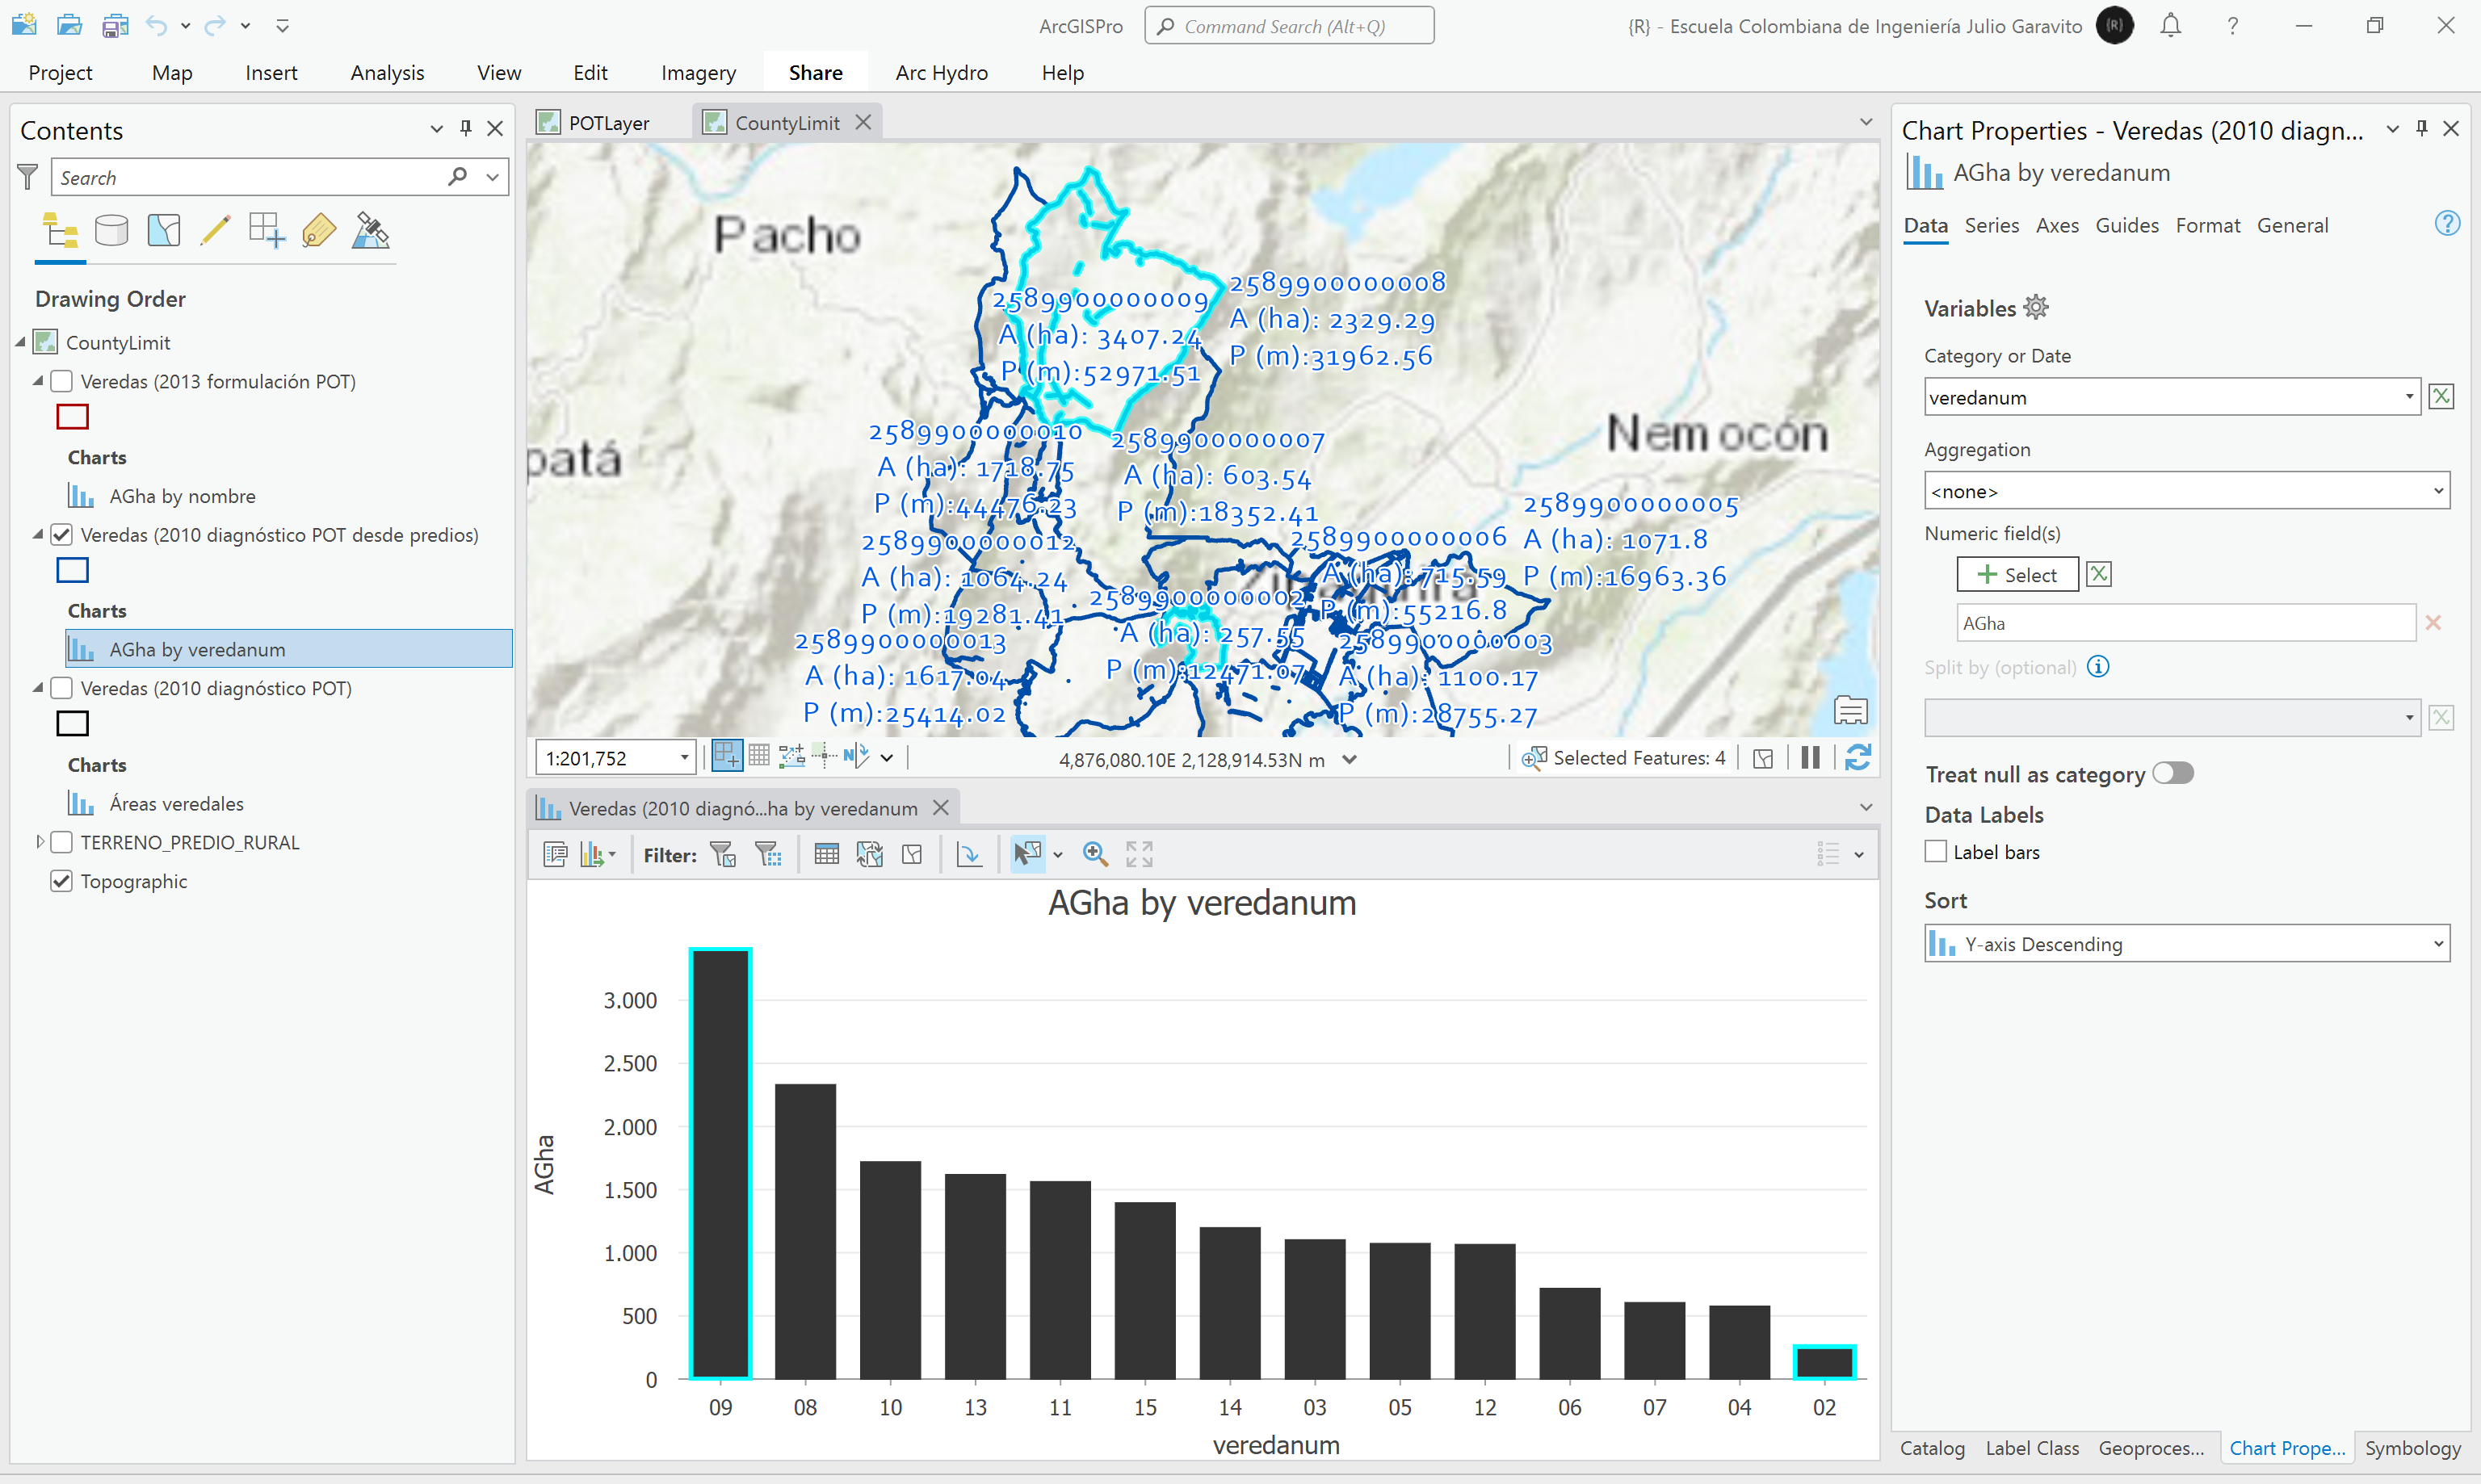 ArcGISPro
Command Search (Alt+Q)
{R} - Escuela Colombiana de Ingeniería Julio Garavito
{R}
?
Project Map Insert Analysis View Edit Imagery Share Arc Hydro Help
Contents
Search
Drawing Order
CountyLimit
Veredas (2013 formulación POT)
Charts
AGha by nombre
Veredas (2010 diagnóstico POT desde predios)
Charts
AGha by veredanum
Veredas (2010 diagnóstico POT)
Charts
Áreas veredales
TERRENO_PREDIO_RURAL
Topographic
POTLayer
CountyLimit
Pacho
patá
Nemocón
2589900000009
A (ha): 3407.24
P (m):52971.51
2589900000008
A (ha): 2329.29
P (m):31962.56
2589900000010
A (ha): 1718.75
P (m):44476.23
2589900000007
A (ha): 603.54
P (m):18352.41
2589900000012
A (ha): 1064.24
P (m):19281.41
2589900000006
A (ha): 715.59
P (m):55216.8
2589900000005
A (ha): 1071.8
P (m):16963.36
2589900000002
A (ha): 257.55
P (m):12471.07
2589900000013
A (ha): 1617.04
P (m):25414.02
2589900000003
A (ha): 1100.17
P (m):28755.27
1:201,752
4,876,080.10E 2,128,914.53N m
Selected Features: 4
Veredas (2010 diagnó...ha by veredanum
Filter:
AGha by veredanum
AGha
3.000
2.500
2.000
1.500
1.000
500
0
09 08 10 13 11 15 14 03 05 12 06 07 04 02
veredanum
Chart Properties - Veredas (2010 diagn...
AGha by veredanum
Data Series Axes Guides Format General
?
Variables
Category or Date
veredanum
Aggregation
<none>
Numeric field(s)
Select
AGha
Split by (optional)
Treat null as category
Data Labels
Label bars
Sort
Y-axis Descending
Catalog Label Class Geoproces... Chart Prope... Symbology